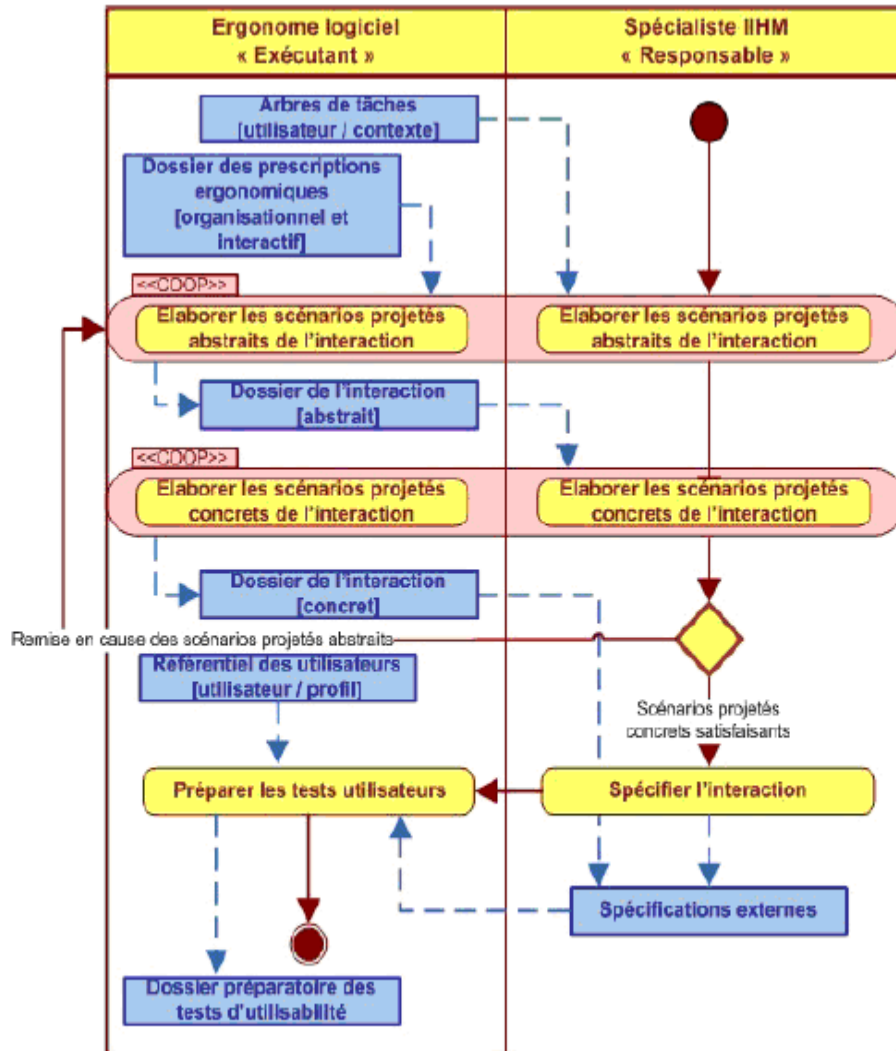 Ergonome logiciel
« Exécutant »
Spécialiste IIHM
« Responsable »
Arbres de tâches
[utilisateur / contexte]
Dossier des prescriptions
ergonomiques
[organisationnel et
interactif]
<<COOP>>
Elaborer les scénarios projetés
abstraits de l'interaction
Elaborer les scénarios projetés
abstraits de l'interaction
Dossier de l'interaction
[abstrait]
<<COOP>>
Elaborer les scénarios projetés
concrets de l'interaction
Elaborer les scénarios projetés
concrets de l'interaction
Dossier de l'interaction
[concret]
Remise en cause des scénarios projetés abstraits
Référentiel des utilisateurs
[utilisateur / profil]
Scénarios projetés
concrets satisfaisants
Préparer les tests utilisateurs
Spécifier l'interaction
Spécifications externes
Dossier préparatoire des
tests d'utilisabilité